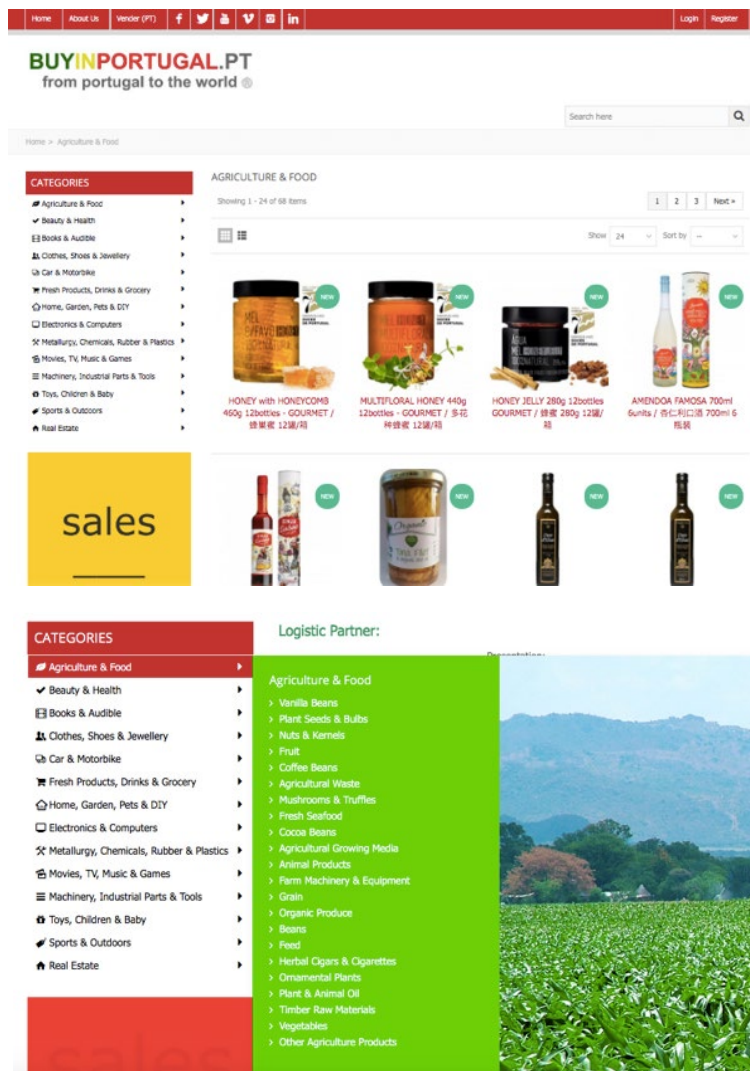 Home About Us Vender (PT)
Login Register
BUYINPORTUGAL.PT
from portugal to the world ®
Search here
Home > Agriculture & Food
CATEGORIES
Agriculture & Food
Beauty & Health
Books & Audible
Clothes, Shoes & Jewellery
Car & Motorbike
Fresh Products, Drinks & Grocery
Home, Garden, Pets & DIY
Electronics & Computers
Metallurgy, Chemicals, Rubber & Plastics
Movies, TV, Music & Games
Machinery, Industrial Parts & Tools
Toys, Children & Baby
Sports & Outdoors
Real Estate
sales
AGRICULTURE & FOOD
Showing 1 - 24 of 68 items
1 2 3 Next »
Show 24 Sort by --
NEW NEW NEW NEW
HONEY with HONEYCOMB
460g 12bottles - GOURMET /
蜂巢蜜 12罐/箱
MULTIFLORAL HONEY 440g
12bottles - GOURMET / 多花
种蜂蜜 12罐/箱
HONEY JELLY 280g 12bottles
GOURMET / 蜂蜜 280g 12罐/
箱
AMENDOA FAMOSA 700ml
6units / 杏仁利口酒 700ml 6
瓶装
NEW NEW NEW NEW
Organic
CATEGORIES
Agriculture & Food
Beauty & Health
Books & Audible
Clothes, Shoes & Jewellery
Car & Motorbike
Fresh Products, Drinks & Grocery
Home, Garden, Pets & DIY
Electronics & Computers
Metallurgy, Chemicals, Rubber & Plastics
Movies, TV, Music & Games
Machinery, Industrial Parts & Tools
Toys, Children & Baby
Sports & Outdoors
Real Estate
sales
Logistic Partner:
Agriculture & Food
> Vanilla Beans
> Plant Seeds & Bulbs
> Nuts & Kernels
> Fruit
> Coffee Beans
> Agricultural Waste
> Mushrooms & Truffles
> Fresh Seafood
> Cocoa Beans
> Agricultural Growing Media
> Animal Products
> Farm Machinery & Equipment
> Grain
> Organic Produce
> Beans
> Feed
> Herbal Cigars & Cigarettes
> Ornamental Plants
> Plant & Animal Oil
> Timber Raw Materials
> Vegetables
> Other Agriculture Products